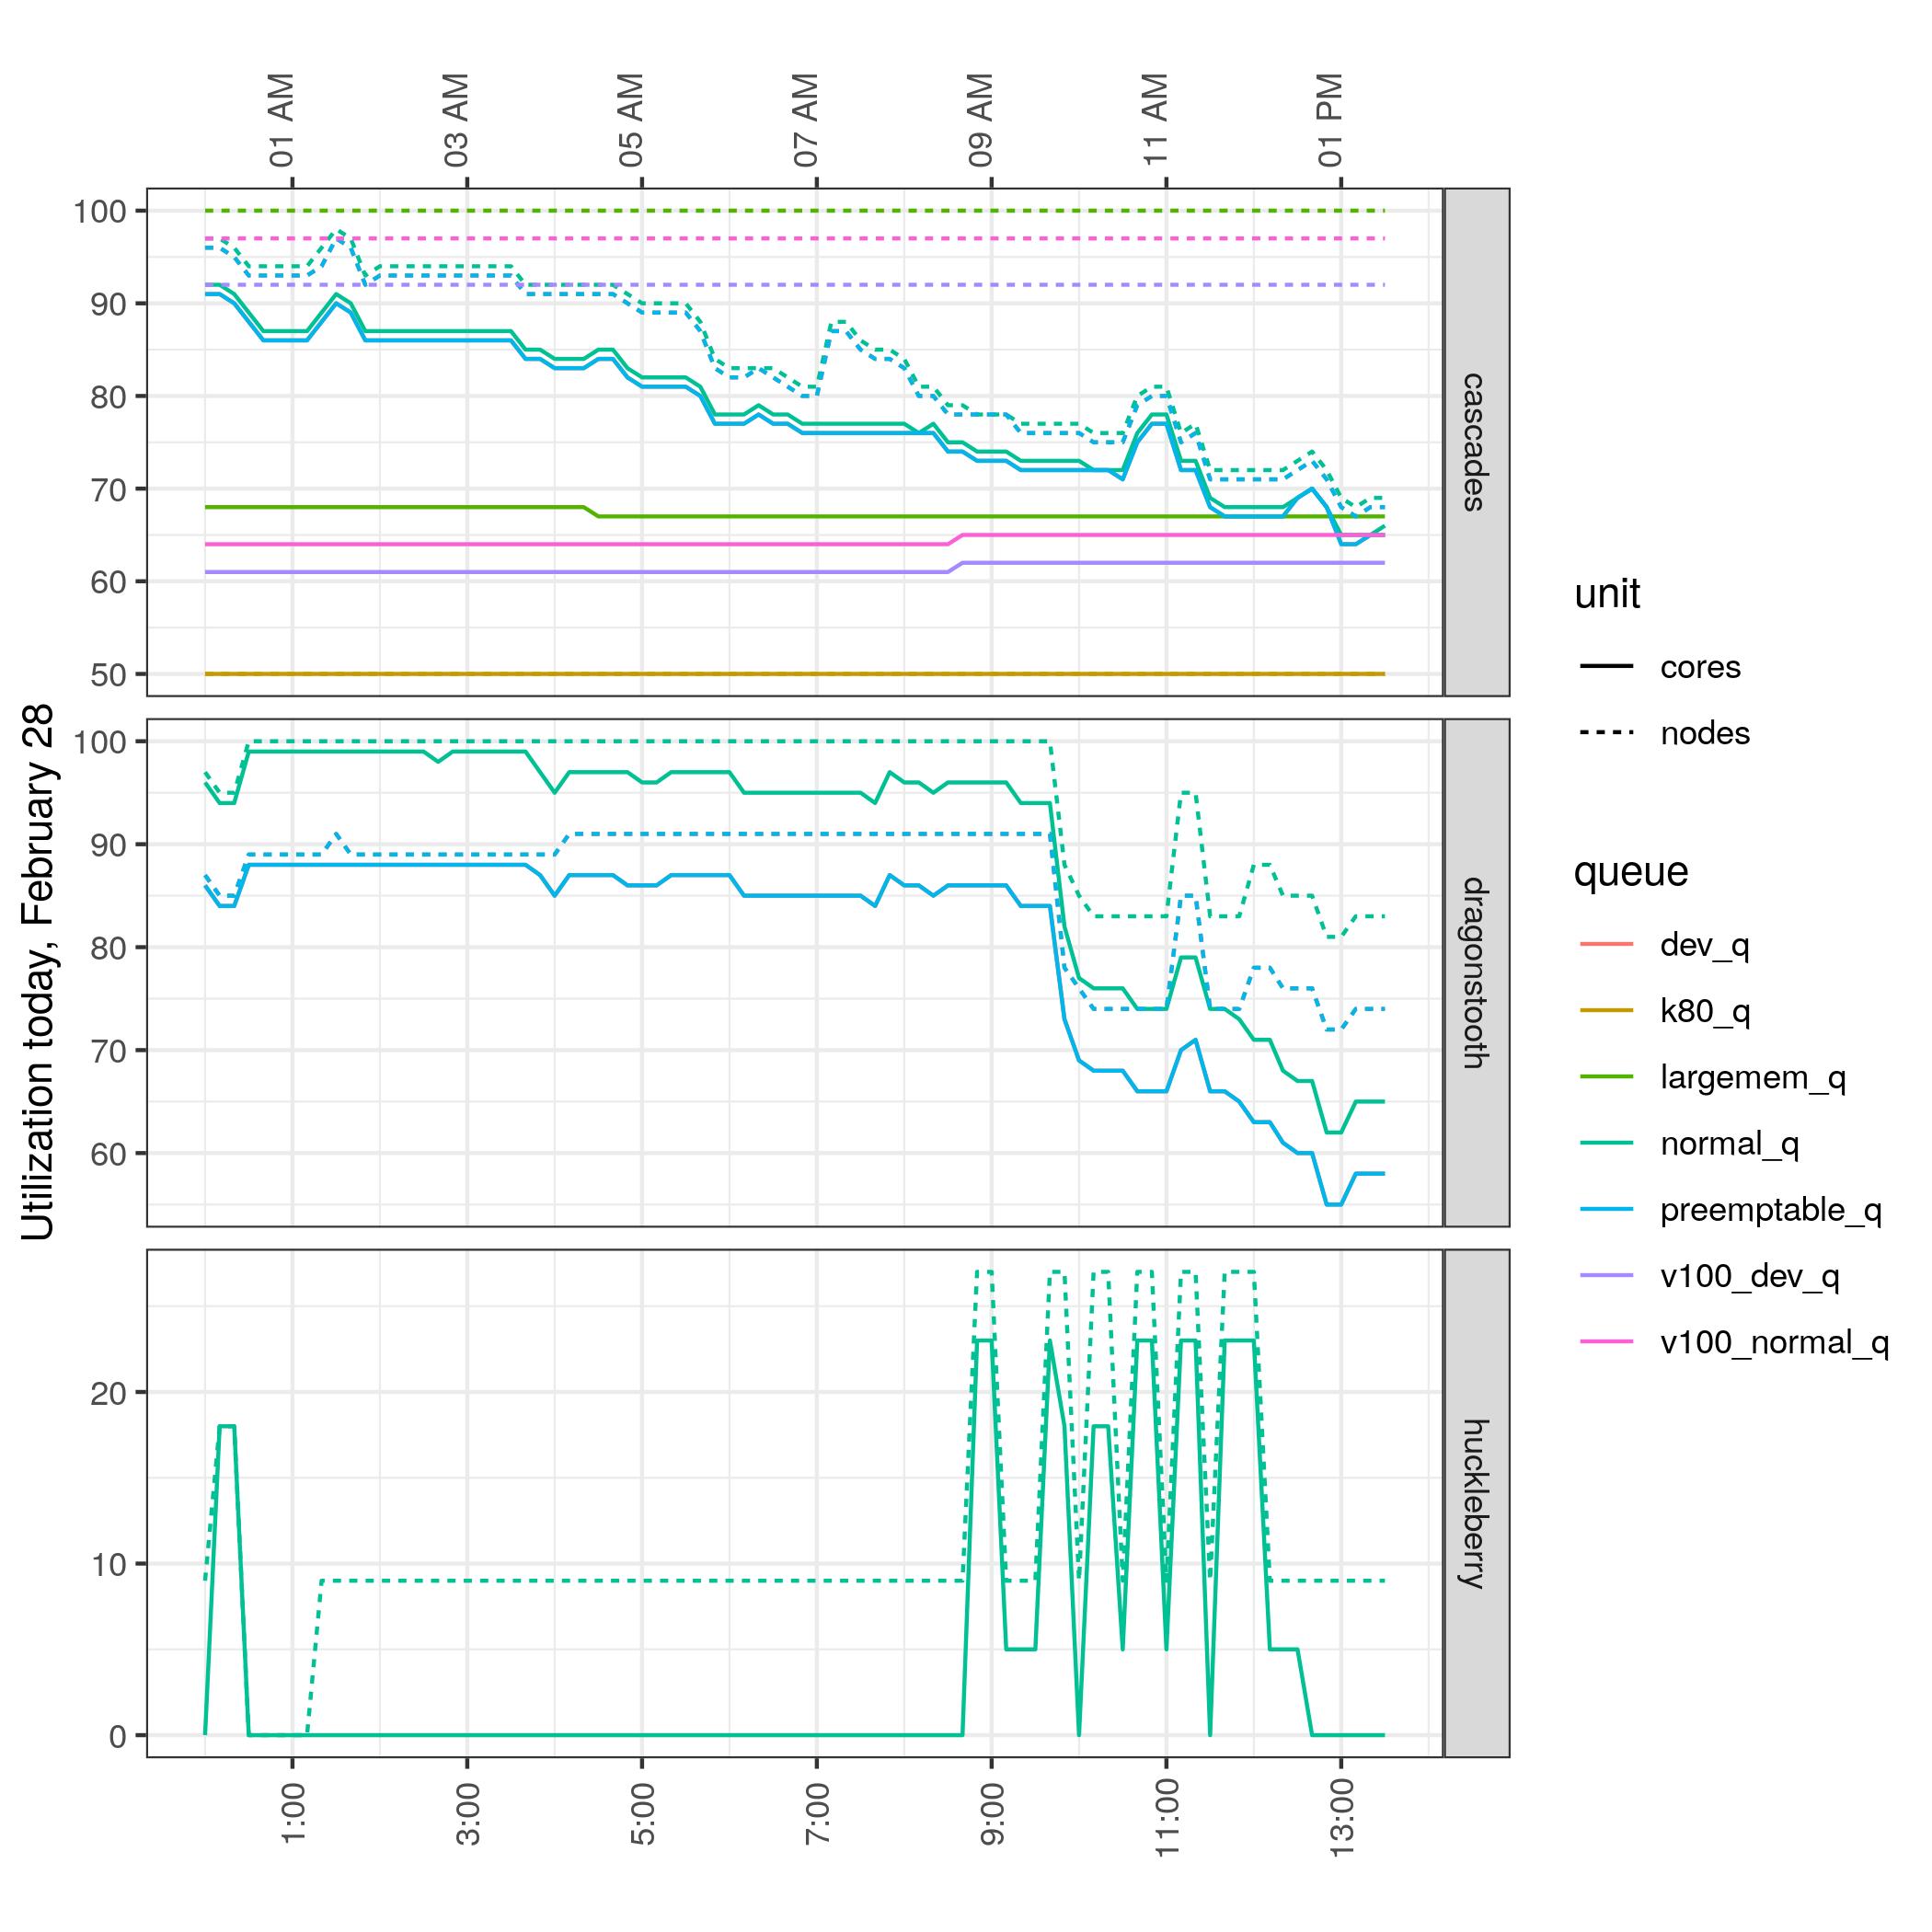 01 AM
03 AM
05 AM
07 AM
09 AM
11 AM
01 PM
Utilization today, February 28
100
90
80
70
60
50
cascades
100
90
80
70
60
dragonstooth
20
10
0
huckleberry
1:00
3:00
5:00
7:00
9:00
11:00
13:00
unit
cores
nodes
queue
dev_q
k80_q
largemem_q
normal_q
preemptable_q
v100_dev_q
v100_normal_q